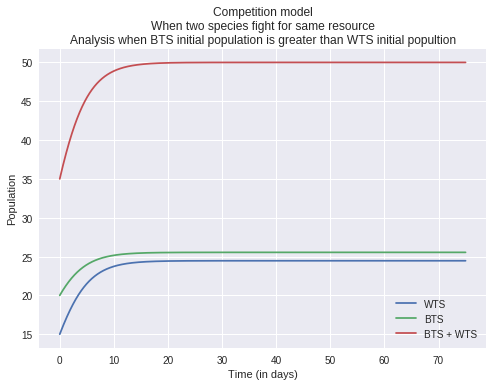 Competition model
When two species fight for same resource
Analysis when BTS initial population is greater than WTS initial popultion
50
45
40
35
30
25
20
15
Population
0 10 20 30 40 50 60 70
Time (in days)
WTS
BTS
BTS + WTS